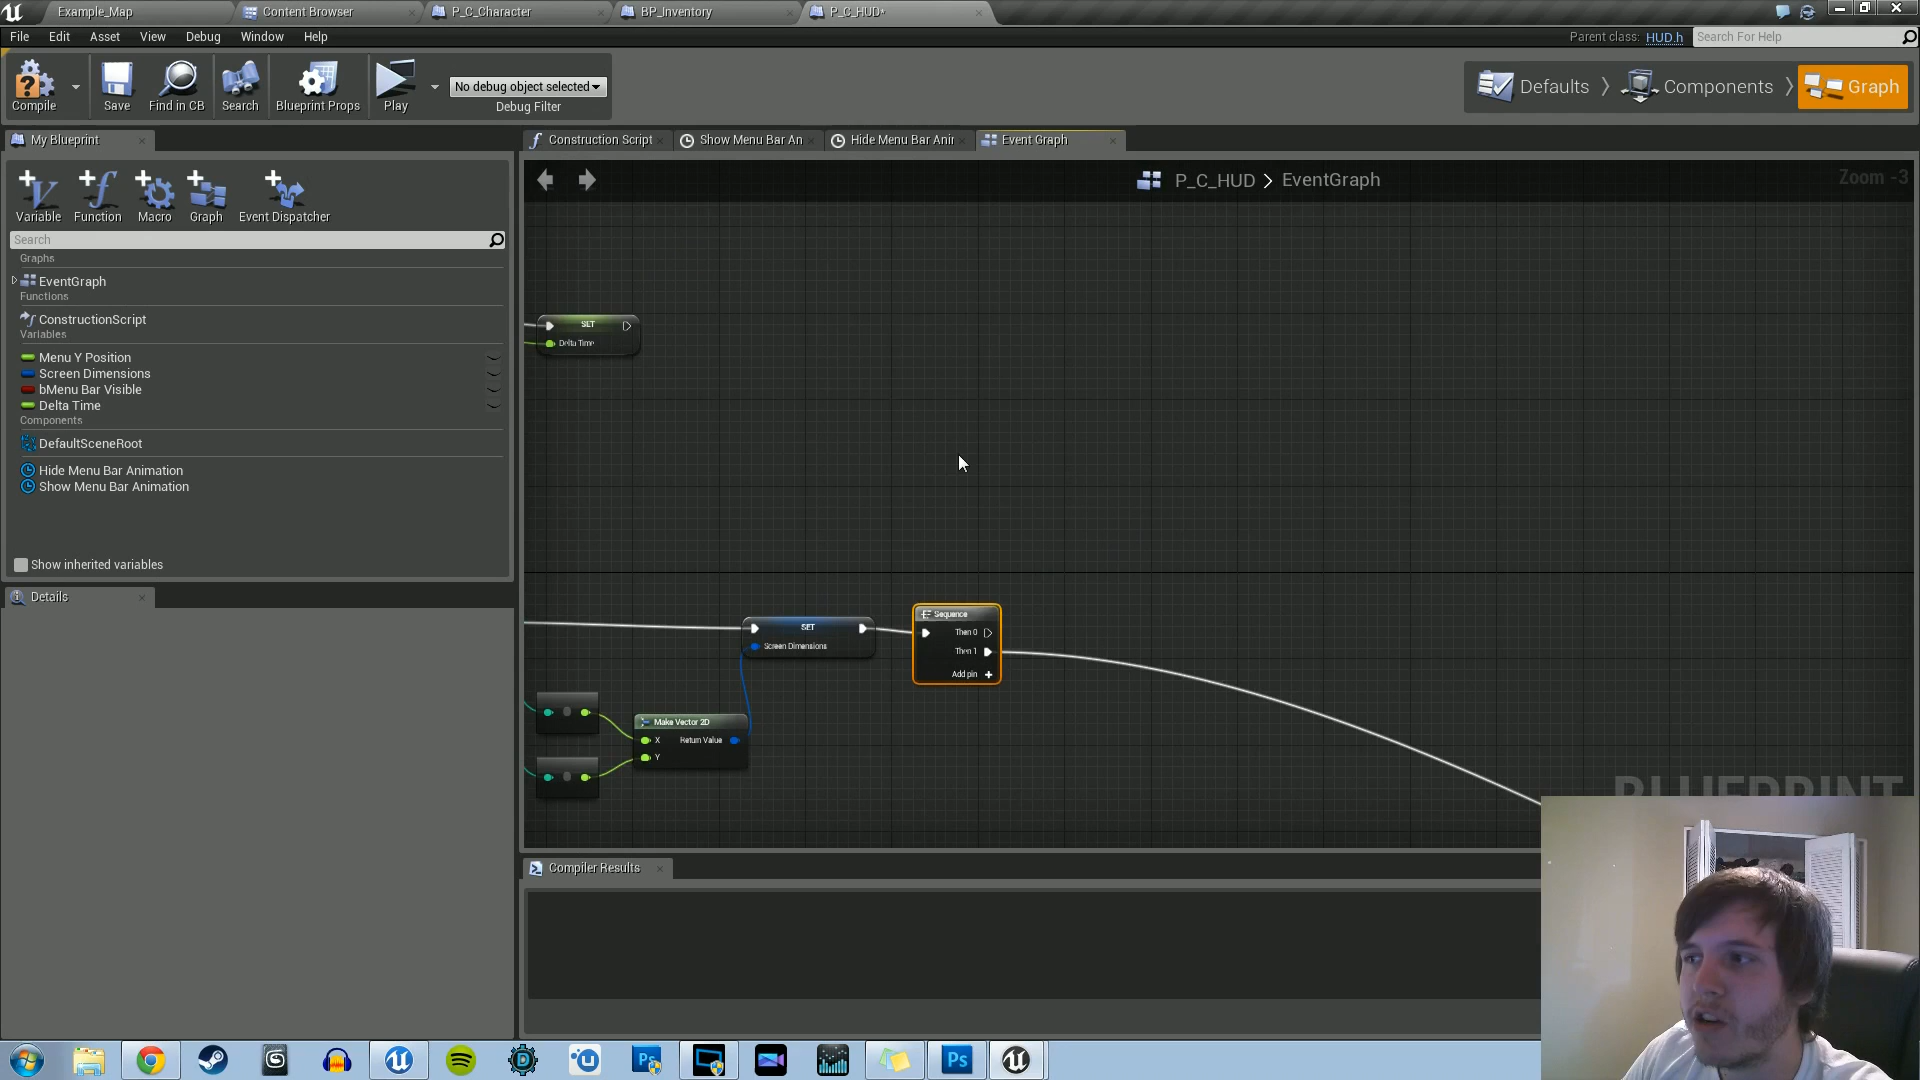 Example_Map
Content Browser
P_C_Character
BP_Inventory
P_C_HUD*
File Edit Asset View Debug Window Help
Parent class: HUD.h
Search For Help
Compile
Save
Find in CB
Search
Blueprint Props
Play
No debug object selected
Debug Filter
Defaults
Components
Graph
My Blueprint
Construction Script
Show Menu Bar An
Hide Menu Bar Anir
Event Graph
Variable
Function
Macro
Graph
Event Dispatcher
P_C_HUD > EventGraph
Zoom -3
Search
Graphs
EventGraph
Functions
ConstructionScript
Variables
Menu Y Position
Screen Dimensions
bMenu Bar Visible
Delta Time
Components
DefaultSceneRoot
Hide Menu Bar Animation
Show Menu Bar Animation
Show inherited variables
Details
SET
Delta Time
SET
Screen Dimensions
Sequence
Then 0
Then 1
Add pin
Make Vector 2D
X Return Value
Y
BLUEPRINT
Compiler Results
Ps
Ps